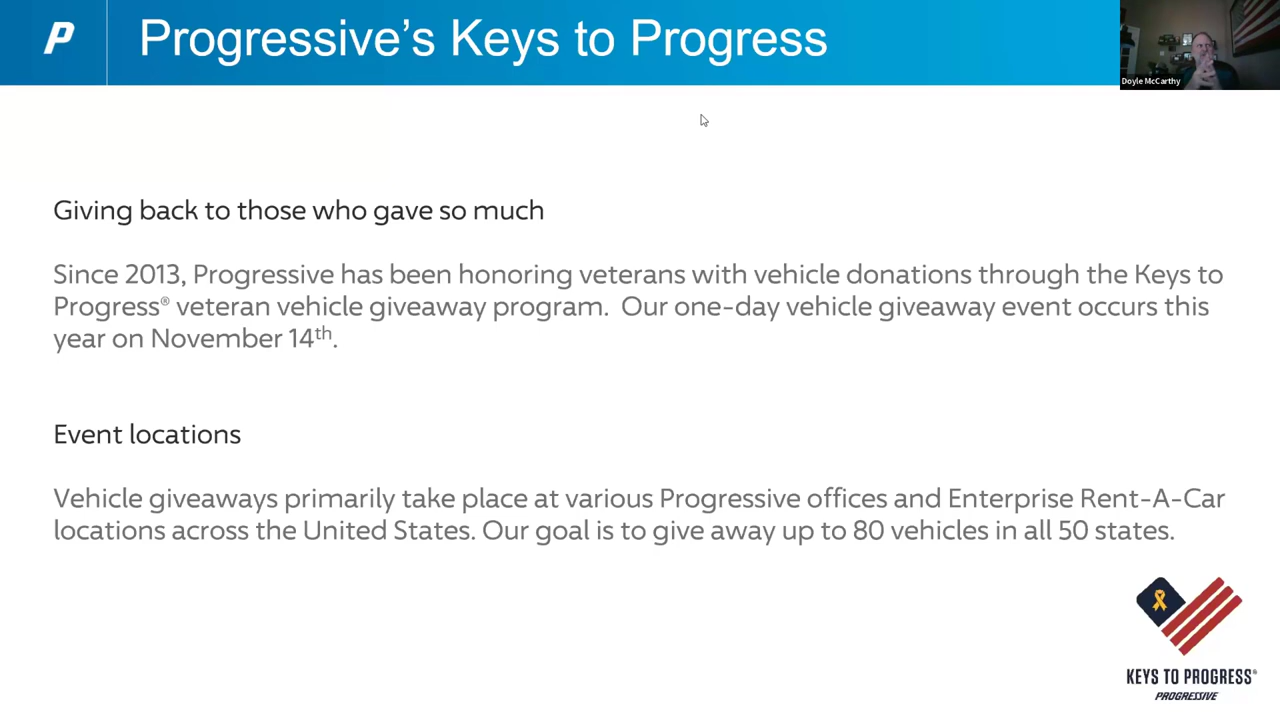 Progressive's Keys to Progress
Doyle McCarthy
Giving back to those who gave so much
Since 2013, Progressive has been honoring veterans with vehicle donations through the Keys to
Progress® veteran vehicle giveaway program.  Our one-day vehicle giveaway event occurs this
year on November 14th.
Event locations
Vehicle giveaways primarily take place at various Progressive offices and Enterprise Rent-A-Car
locations across the United States. Our goal is to give away up to 80 vehicles in all 50 states.
KEYS TO PROGRESS®
PROGRESSIVE